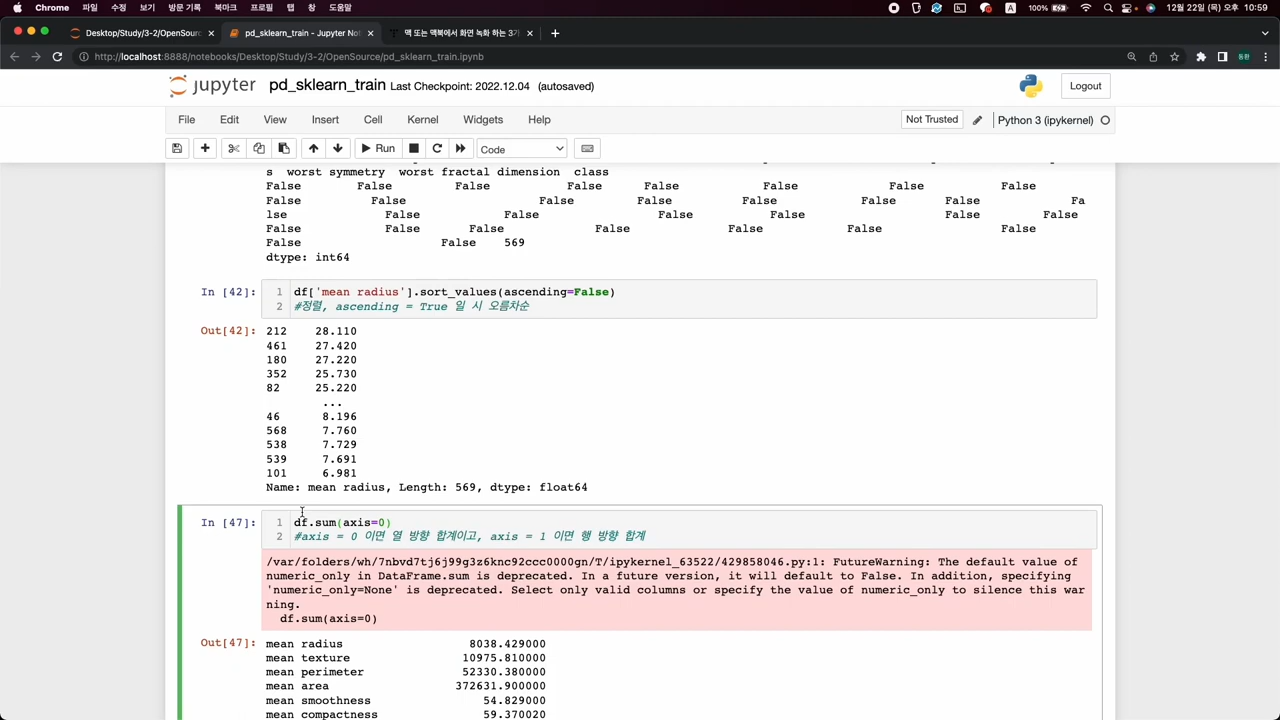 Chrome 파일 수정 보기 방문 기록 북마크 프로필 탭 창 도움말 100% 12월 22일 (목) 오후 10:59
Desktop/Study/3-2/OpenSourc × pd_sklearn_train - Jupyter No × 맥 또는 맥북에서 화면 녹화 하는 3가 ×
http://localhost:8888/notebooks/Desktop/Study/3-2/OpenSource/pd_sklearn_train.ipynb
jupyter pd_sklearn_train Last Checkpoint: 2022.12.04 (autosaved) Logout
File Edit View Insert Cell Kernel Widgets Help Not Trusted Python 3 (ipykernel)
Run Code
s worst symmetry worst fractal dimension class
False False False False False False False False
False False False False False False False Fa
lse False False False False False False
False False False False False False False
False False 569
dtype: int64
In [42]: 1 df['mean radius'].sort_values(ascending=False)
2 #정렬, ascending = True 일 시 오름차순
Out[42]: 212 28.110
461 27.420
180 27.220
352 25.730
82 25.220
...
46 8.196
568 7.760
538 7.729
539 7.691
101 6.981
Name: mean radius, Length: 569, dtype: float64
In [47]: 1 df.sum(axis=0)
2 #axis = 0 이면 열 방향 합계이고, axis = 1 이면 행 방향 합계
/var/folders/wh/7nbvd7tj6j99g3z6knc92ccc0000gn/T/ipykernel_63522/429858046.py:1: FutureWarning: The default value of
numeric_only in DataFrame.sum is deprecated. In a future version, it will default to False. In addition, specifying
'numeric_only=None' is deprecated. Select only valid columns or specify the value of numeric_only to silence this war
ning.
df.sum(axis=0)
Out[47]: mean radius 8038.429000
mean texture 10975.810000
mean perimeter 52330.380000
mean area 372631.900000
mean smoothness 54.829000
mean compactness 59.370020